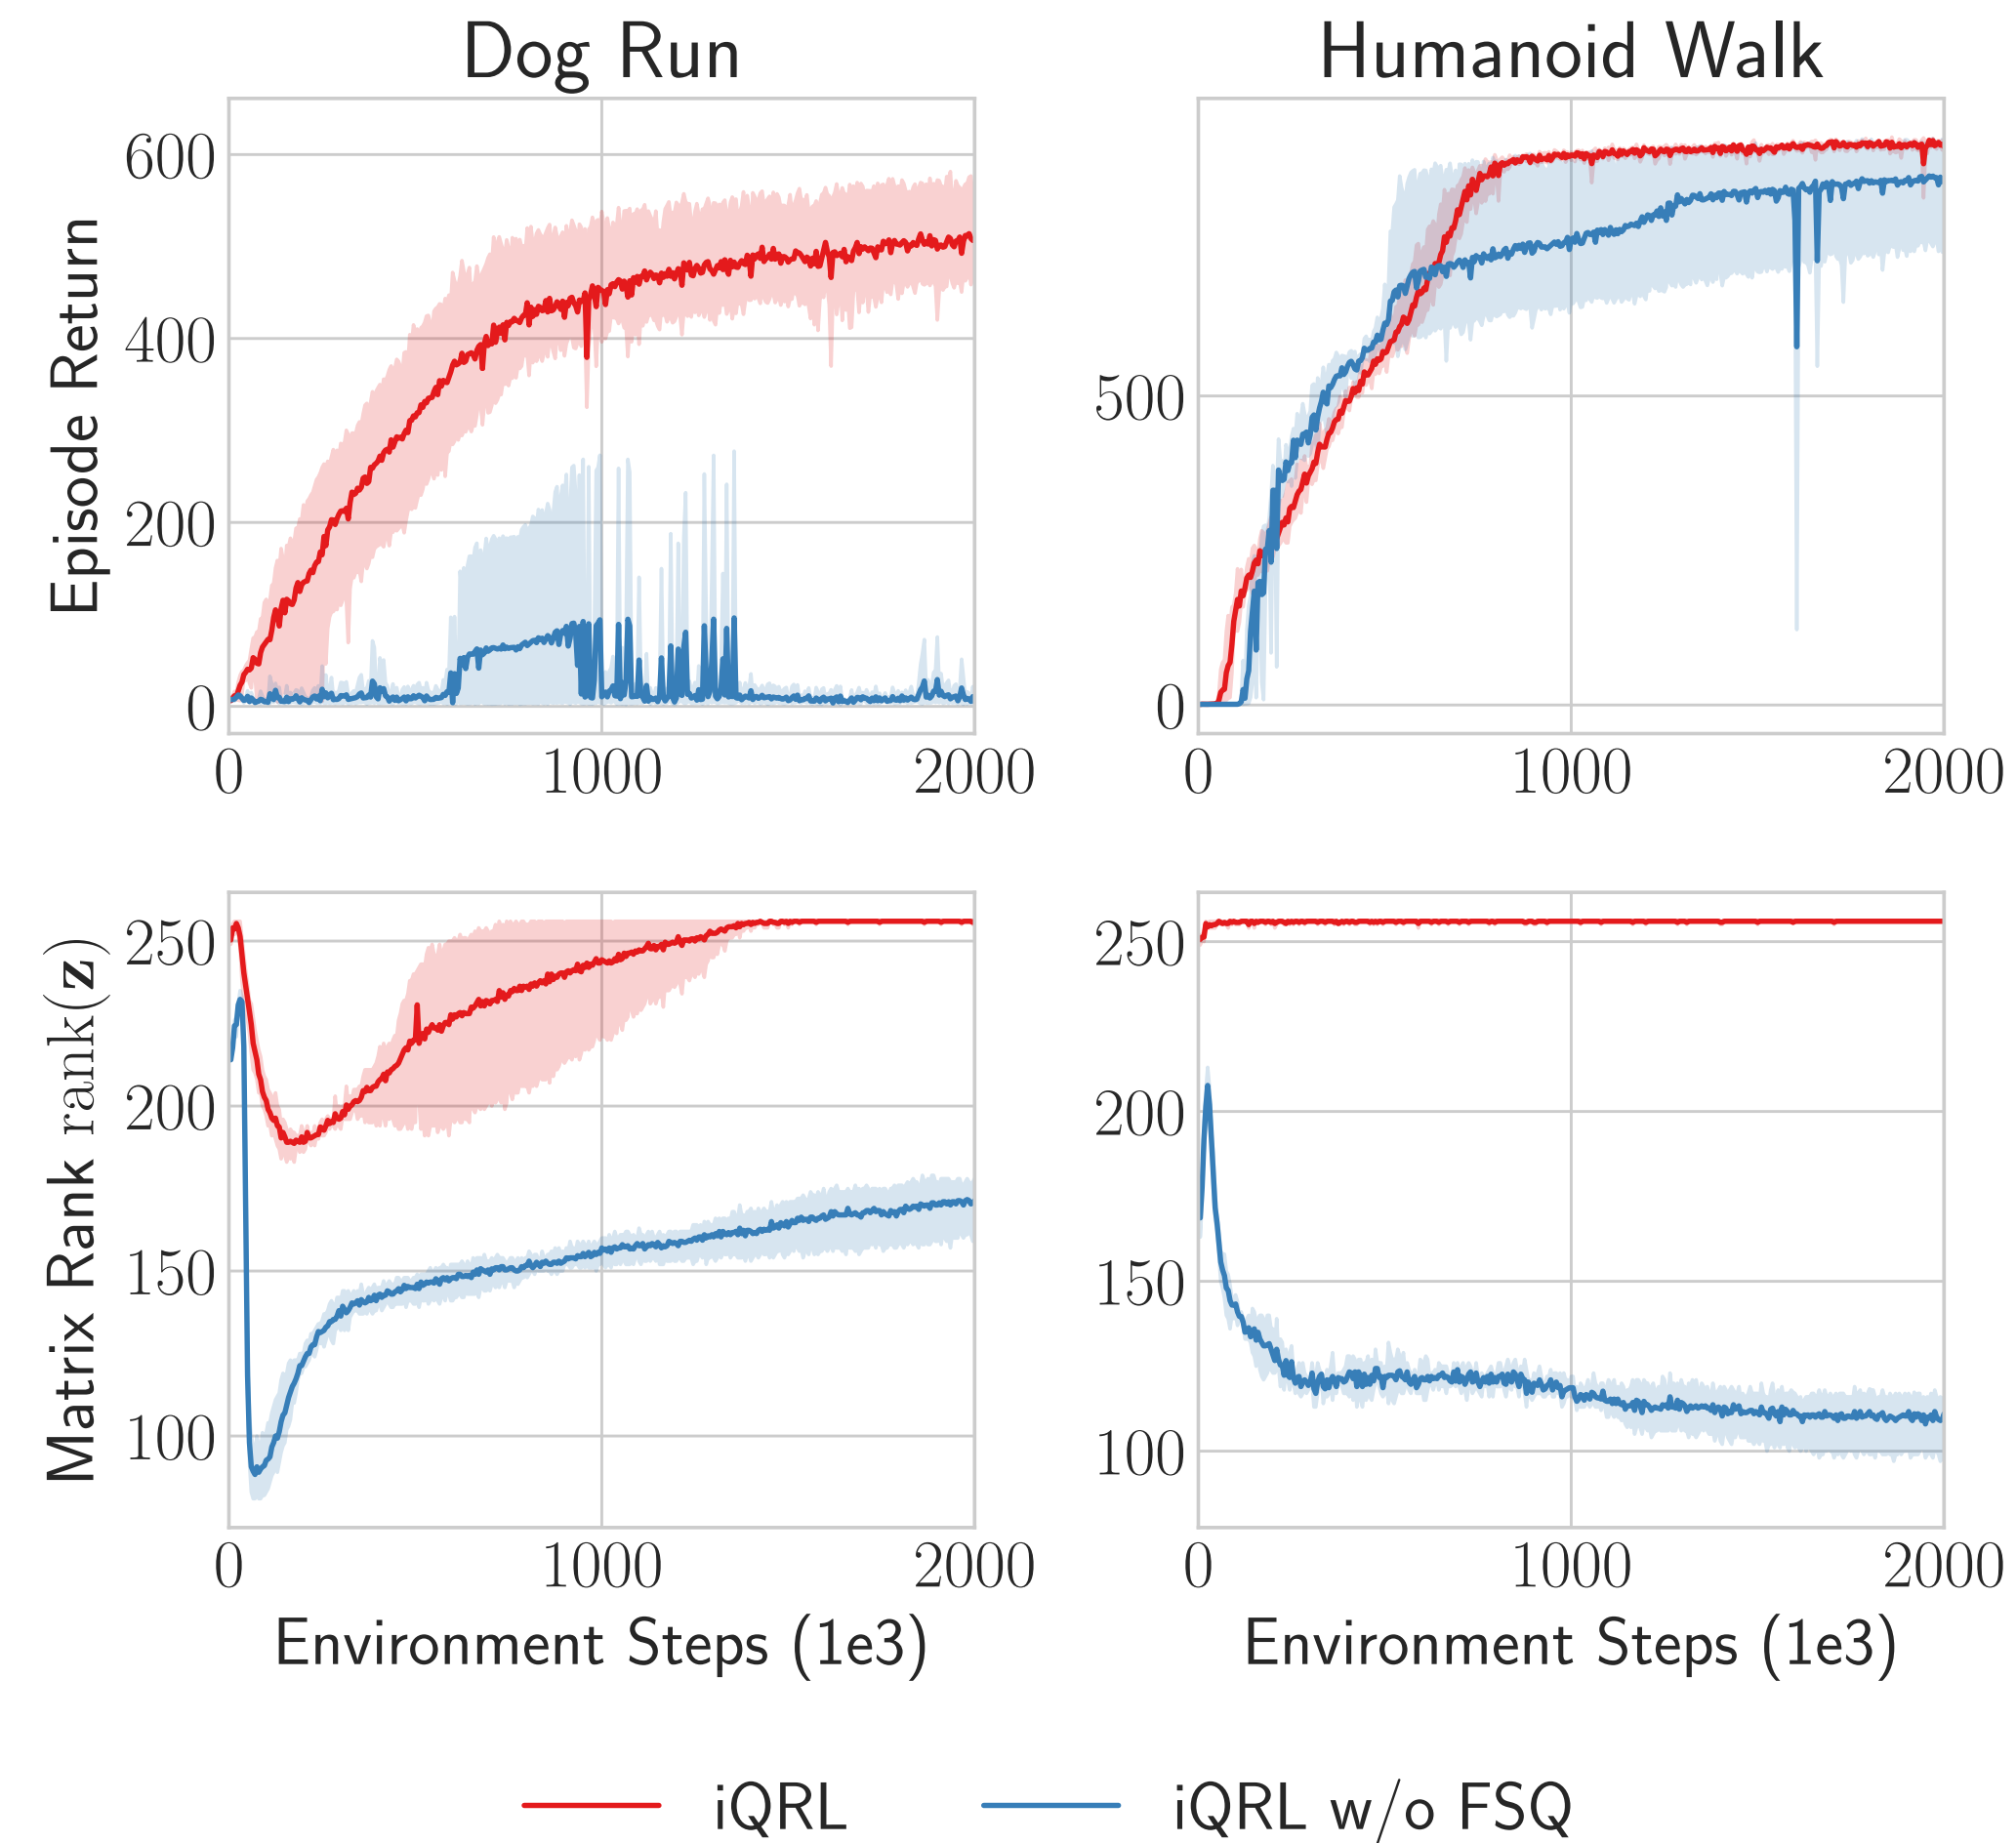 Dog Run
Humanoid Walk
Episode Return
600
400
200
0
0 1000 2000
500
0
0 1000 2000
Matrix Rank rank(z)
250
200
150
100
0 1000 2000
Environment Steps (1e3)
250
200
150
100
0 1000 2000
Environment Steps (1e3)
iQRL
iQRL w/o FSQ